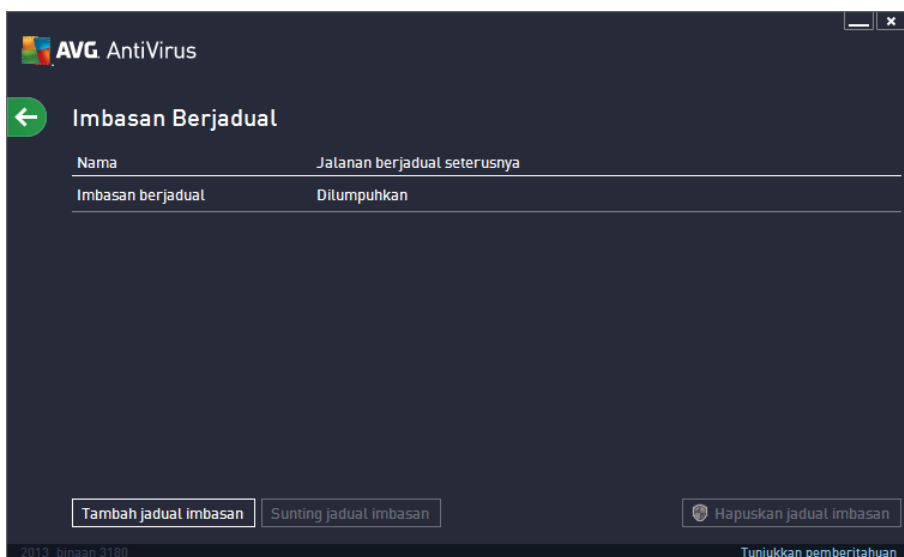 AVG. AntiVirus
Imbasan Berjadual
Nama Jalanan berjadual seterusnya
Imbasan berjadual Dilumpuhkan
Tambah jadual imbasan Sunting jadual imbasan Hapuskan jadual imbasan
2013 binaan 3180 Tunjukkan pemberitahuan